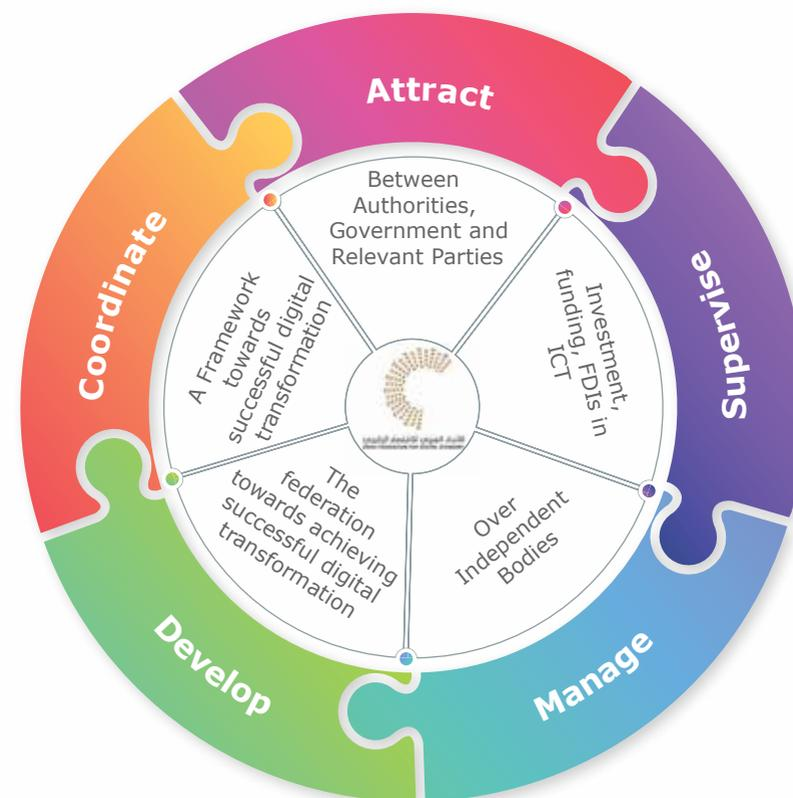 Attract
Between
Authorities,
Government and
Relevant Parties
Supervise
Investment,
funding, FDIs in
ICT
Manage
Over
Independent
Bodies
Develop
The
federation
towards achieving
successful digital
transformation
Coordinate
A Framework
towards
successful digital
transformation